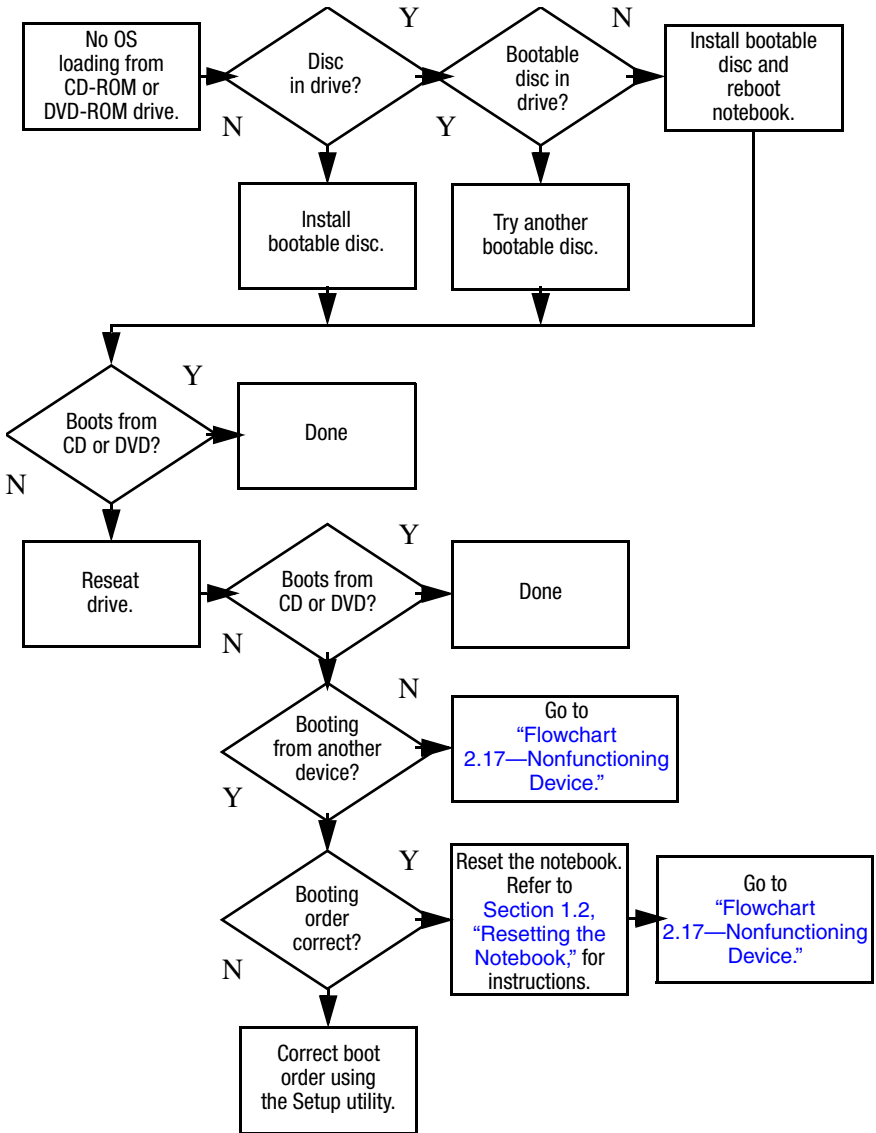 No OS
loading from
CD-ROM or
DVD-ROM drive.
Disc
in drive?
Y
N
Bootable
disc in
drive?
N
Y
Install bootable
disc and
reboot
notebook.
Install
bootable disc.
Try another
bootable disc.
Boots from
CD or DVD?
Y
N
Done
Reseat
drive.
Boots from
CD or DVD?
Y
N
Done
Booting
from another
device?
N
Y
Go to
“Flowchart
2.17—Nonfunctioning
Device.”
Booting
order
correct?
Y
N
Reset the notebook.
Refer to
Section 1.2,
“Resetting the
Notebook,” for
instructions.
Go to
“Flowchart
2.17—Nonfunctioning
Device.”
Correct boot
order using
the Setup utility.